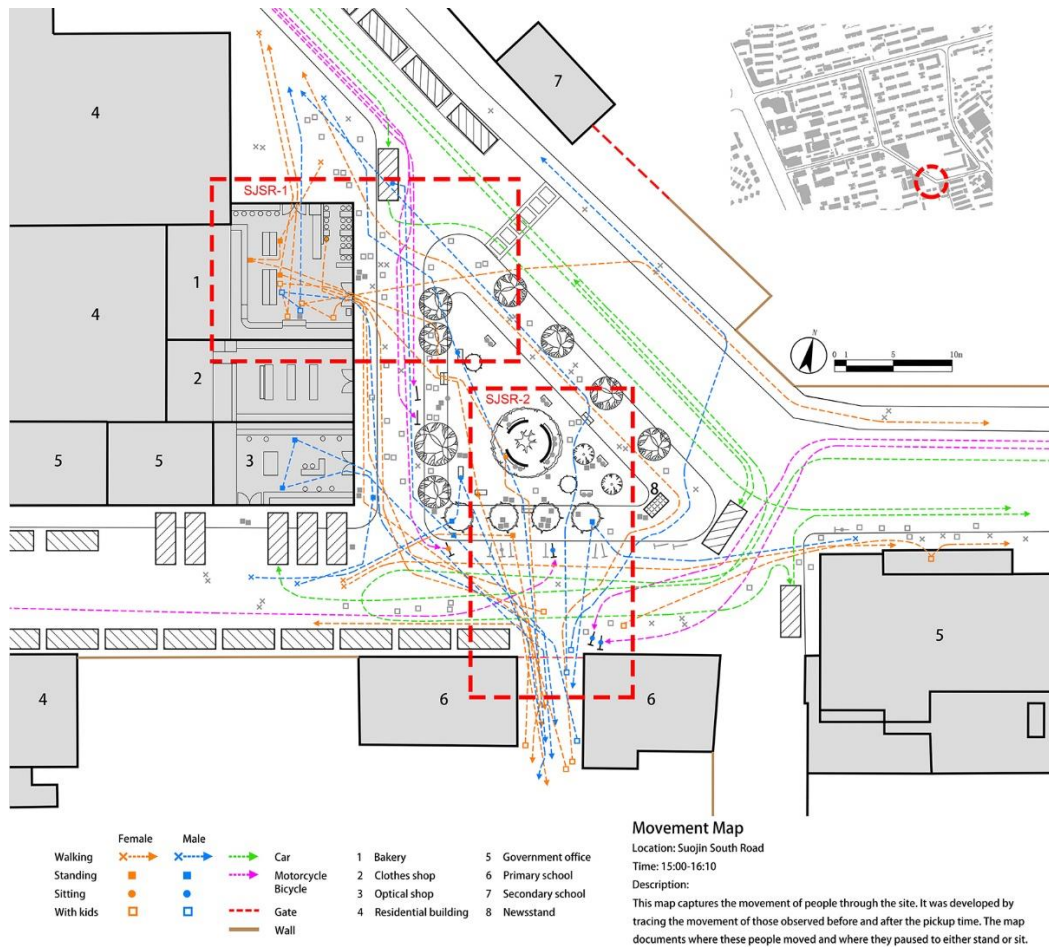 7
4
SJSR-1
1
4
N
0 1 5 10n
2
SJSR-2
5
5
3
8
5
4
6
6
Female
Male
Walking
Standing
Sitting
With kids
Car
Motorcycle
Bicycle
Gate
Wall
1 Bakery
2 Clothes shop
3 Optical shop
4 Residential building
5 Government office
6 Primary school
7 Secondary school
8 Newsstand
Movement Map
Location: Suojin South Road
Time: 15:00-16:10
Description:
This map captures the movement of people through the site. It was developed by
tracing the movement of those observed before and after the pickup time. The map
documents where these people moved and where they paused to either stand or sit.